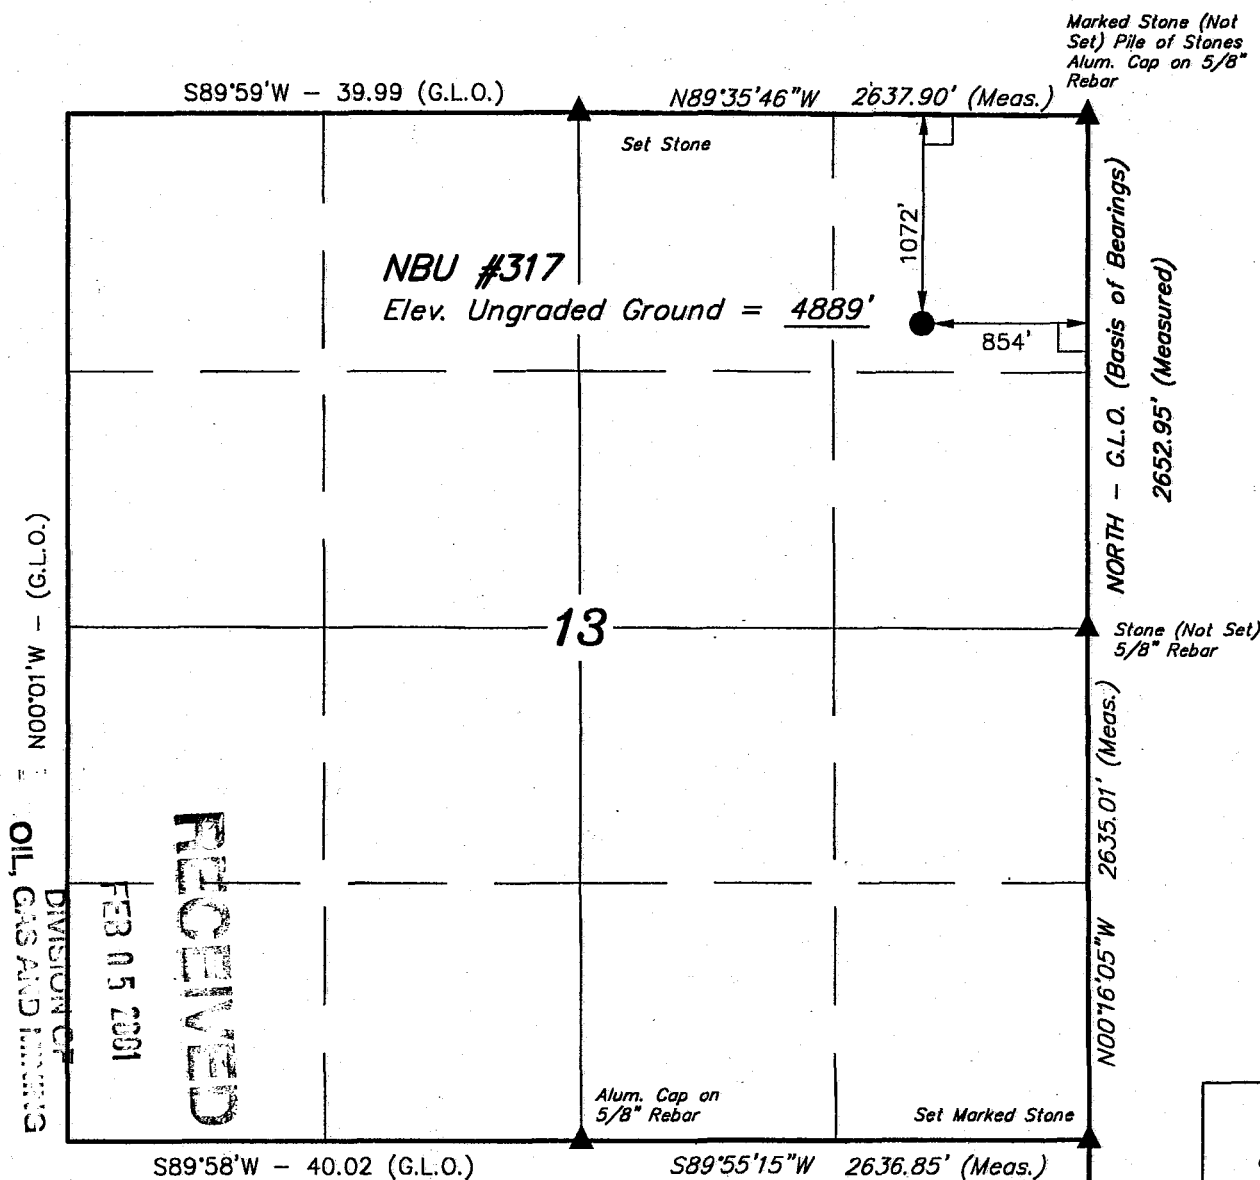 Marked Stone (Not
Set) Pile of Stones
Alum. Cap on 5/8"
Rebar
S89°59'W – 39.99 (G.L.O.)
N89°35'46"W 2637.90' (Meas.)
Set Stone
1072'
NBU #317
Elev. Ungraded Ground = 4889'
854'
NORTH – G.L.O. (Basis of Bearings)
2652.95' (Measured)
N00°01'W – (G.L.O.)
13
Stone (Not Set)
5/8" Rebar
N00°16'05"W 2635.01' (Meas.)
RECEIVED
FEB 05 2001
DIVISION OF
OIL, GAS AND MINING
Alum. Cap on
5/8" Rebar
Set Marked Stone
S89°58'W – 40.02 (G.L.O.)
S89°55'15"W 2636.85' (Meas.)